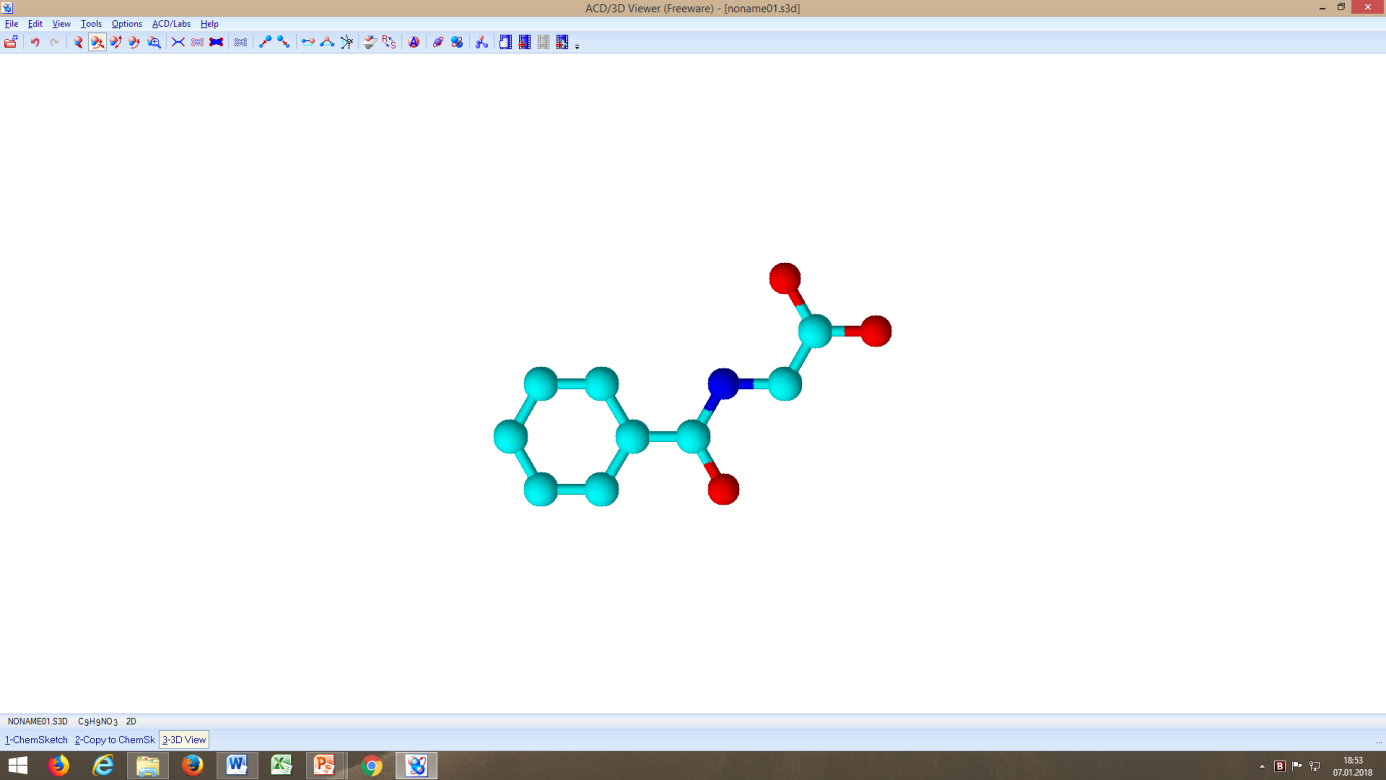 ACD/3D Viewer (Freeware) - [noname01.s3d]
File Edit View Tools Options ACD/Labs Help
NONAME01.S3D C9H9NO3 2D
1-ChemSketch 2-Copy to ChemSk 3-3D View
18:53
07.01.2018